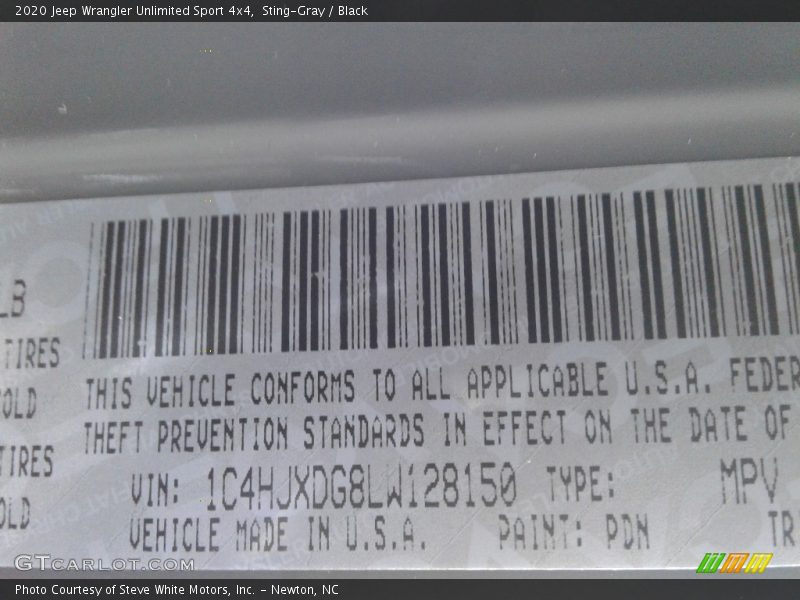 2020 Jeep Wrangler Unlimited Sport 4x4,  Sting-Gray / Black
LB
TIRES
OLD
TIRES
OLD
THIS VEHICLE CONFORMS TO ALL APPLICABLE U.S.A. FEDER
THEFT PREVENTION STANDARDS IN EFFECT ON THE DATE OF
VIN: 1C4HJXDG8LW128150 TYPE: MPV
VEHICLE MADE IN U.S.A. PAINT: PDN TR
GTCARLOT.COM
Photo Courtesy of Steve White Motors, Inc. - Newton, NC